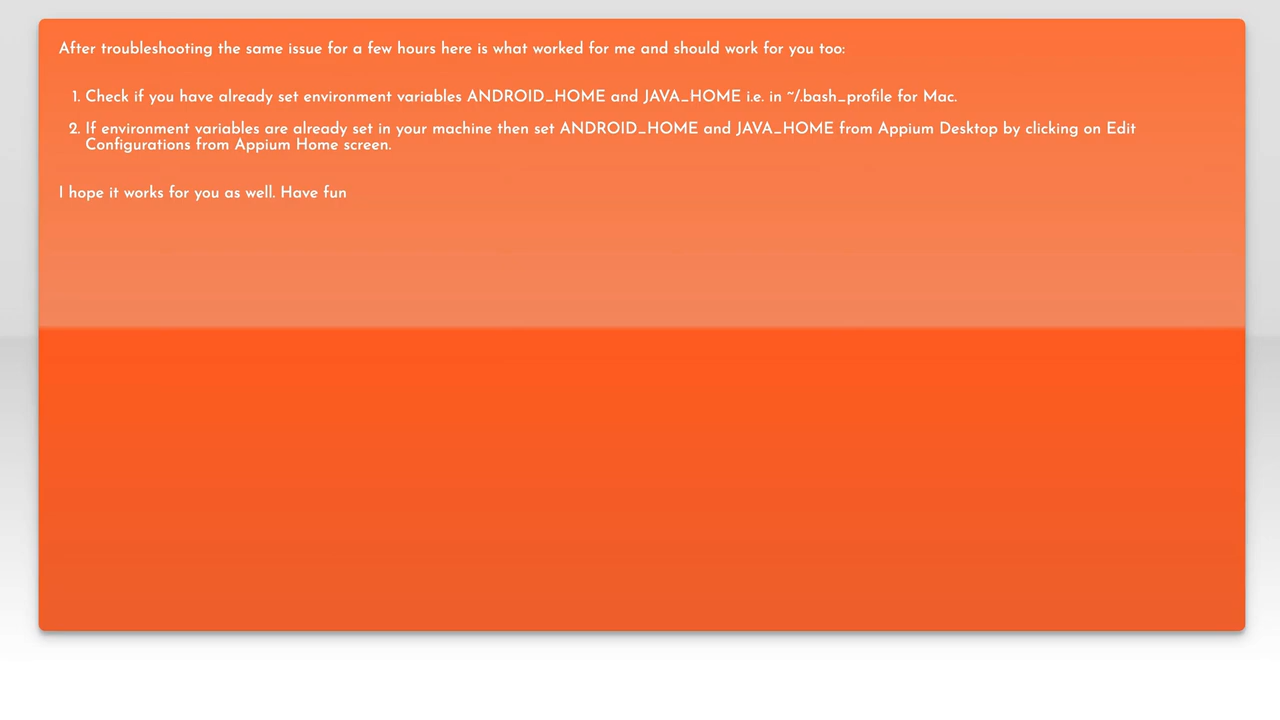 After troubleshooting the same issue for a few hours here is what worked for me and should work for you too:
1. Check if you have already set environment variables ANDROID_HOME and JAVA_HOME i.e. in ~/.bash_profile for Mac.
2. If environment variables are already set in your machine then set ANDROID_HOME and JAVA_HOME from Appium Desktop by clicking on Edit
Configurations from Appium Home screen.
I hope it works for you as well. Have fun